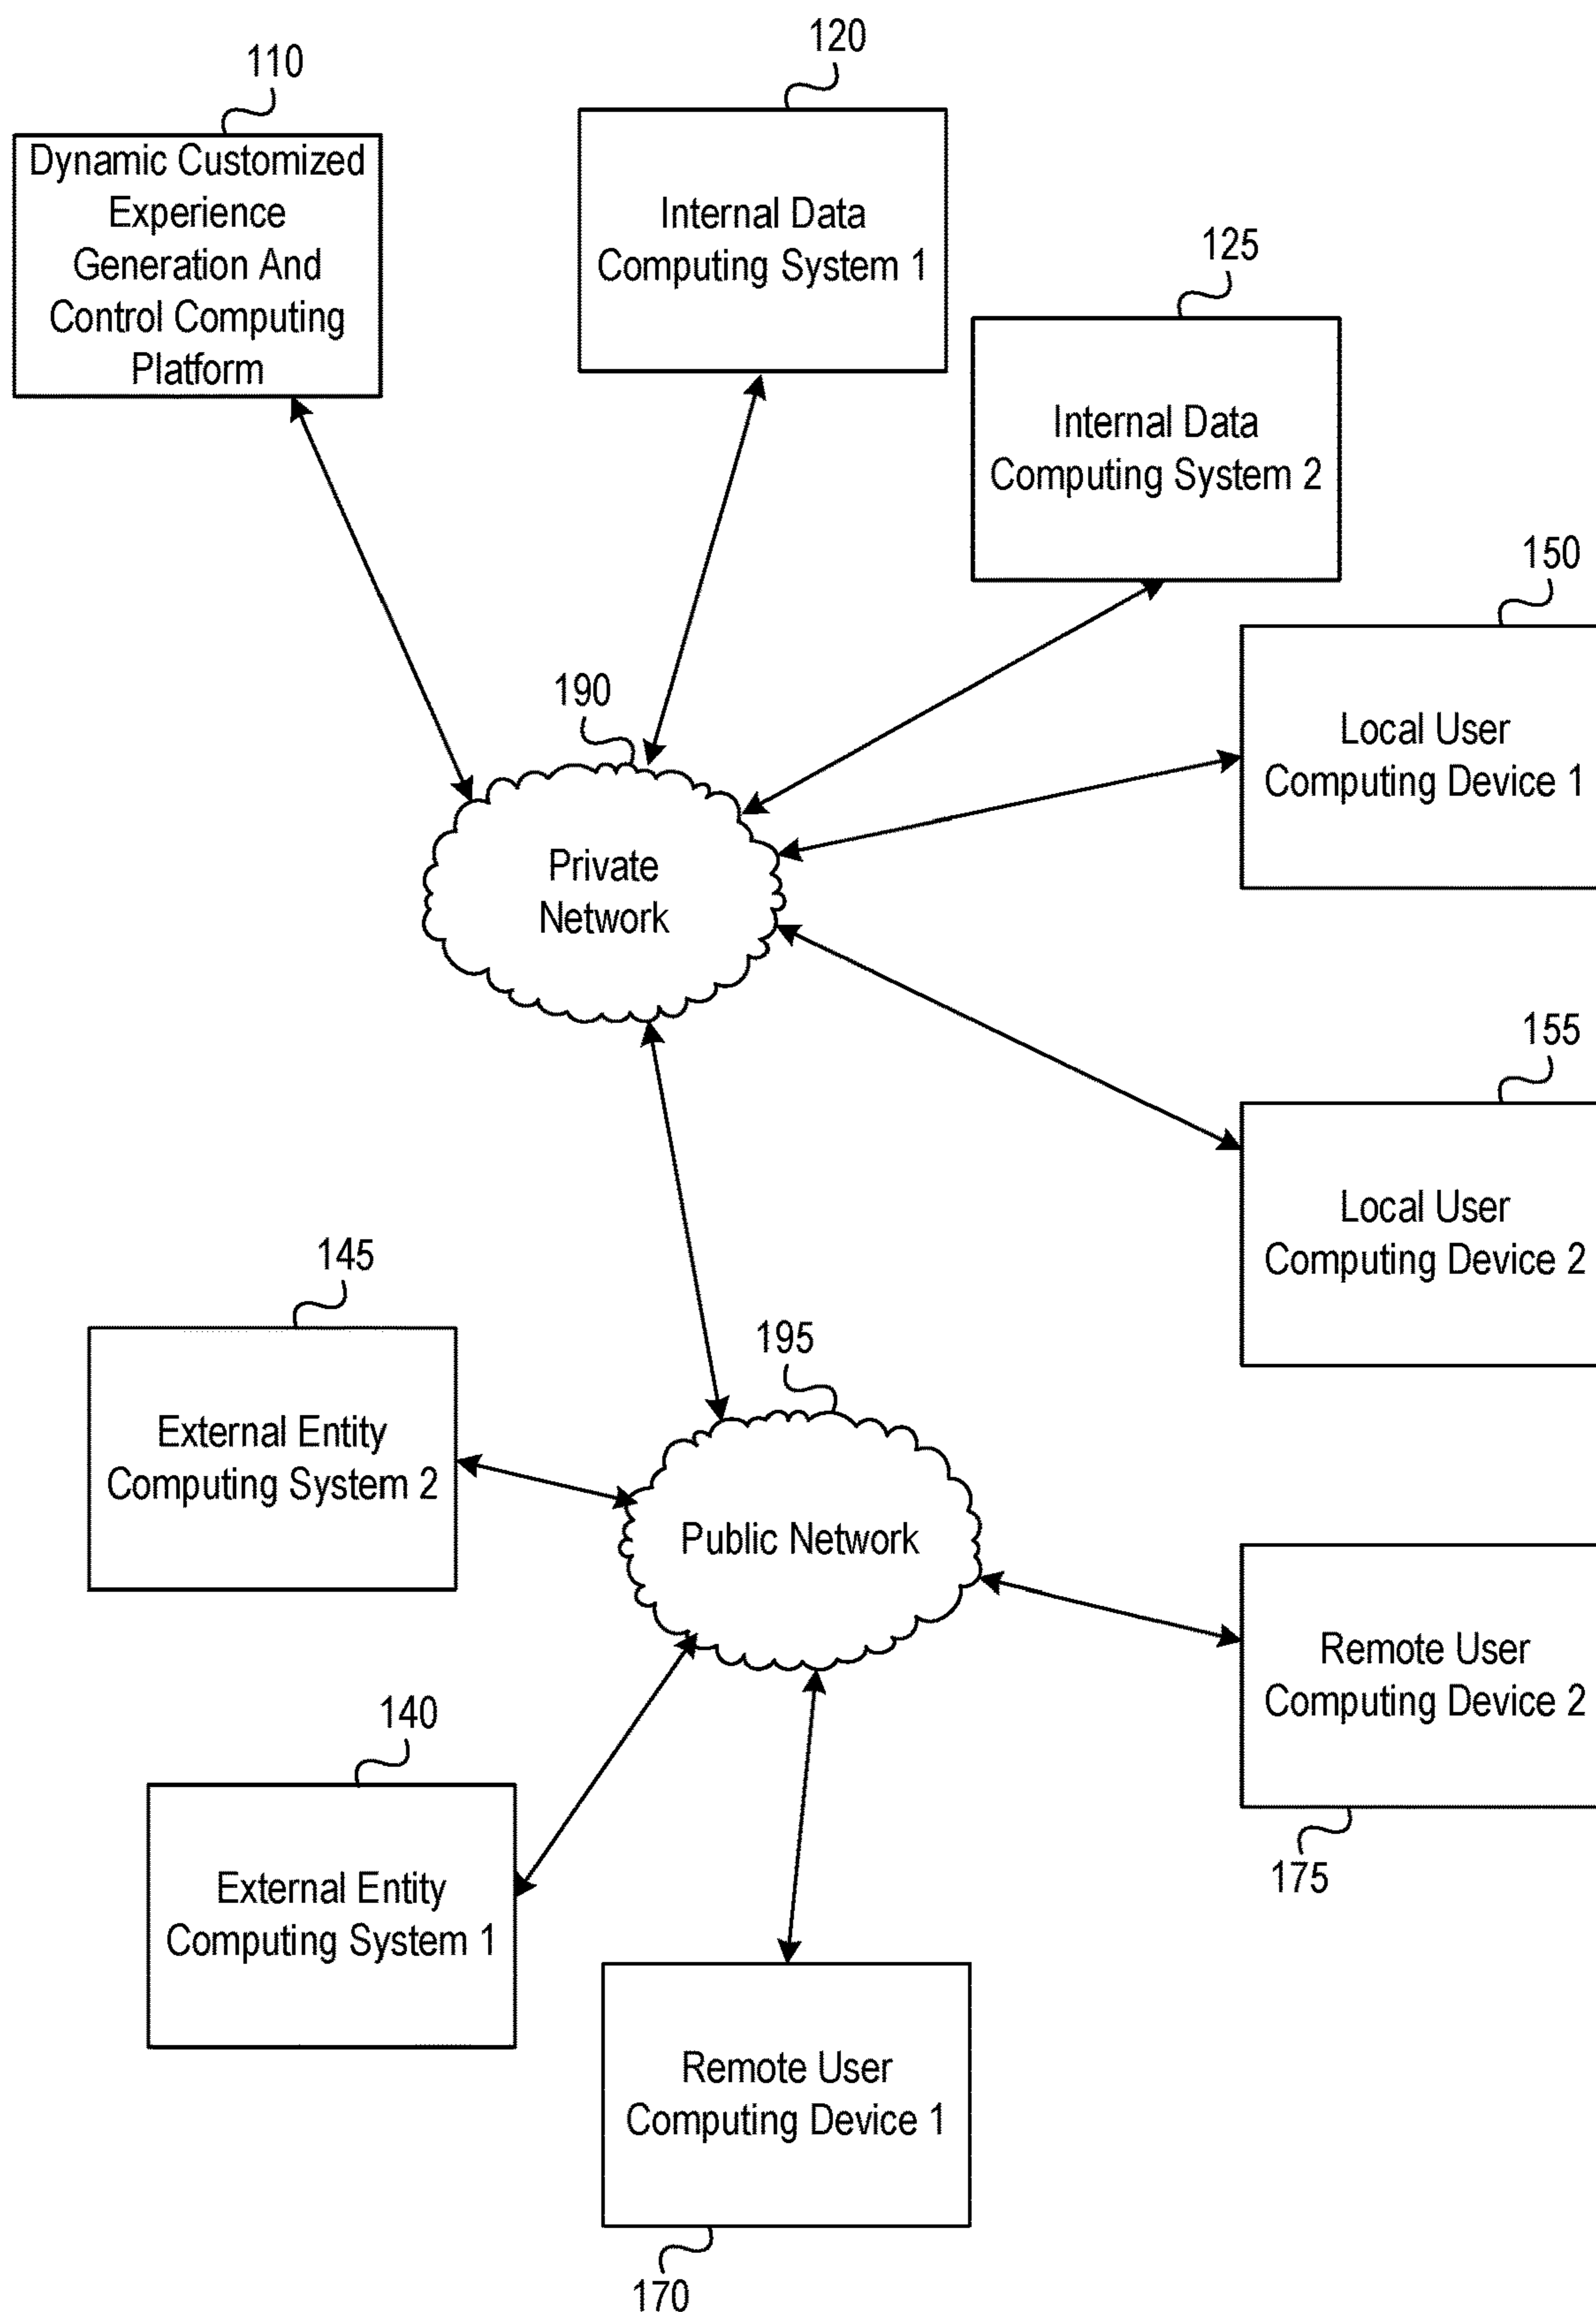 110
Dynamic Customized
Experience
Generation And
Control Computing
Platform
120
Internal Data
Computing System 1
125
Internal Data
Computing System 2
150
Local User
Computing Device 1
190
Private
Network
155
Local User
Computing Device 2
145
External Entity
Computing System 2
195
Public Network
Remote User
Computing Device 2
175
140
External Entity
Computing System 1
Remote User
Computing Device 1
170